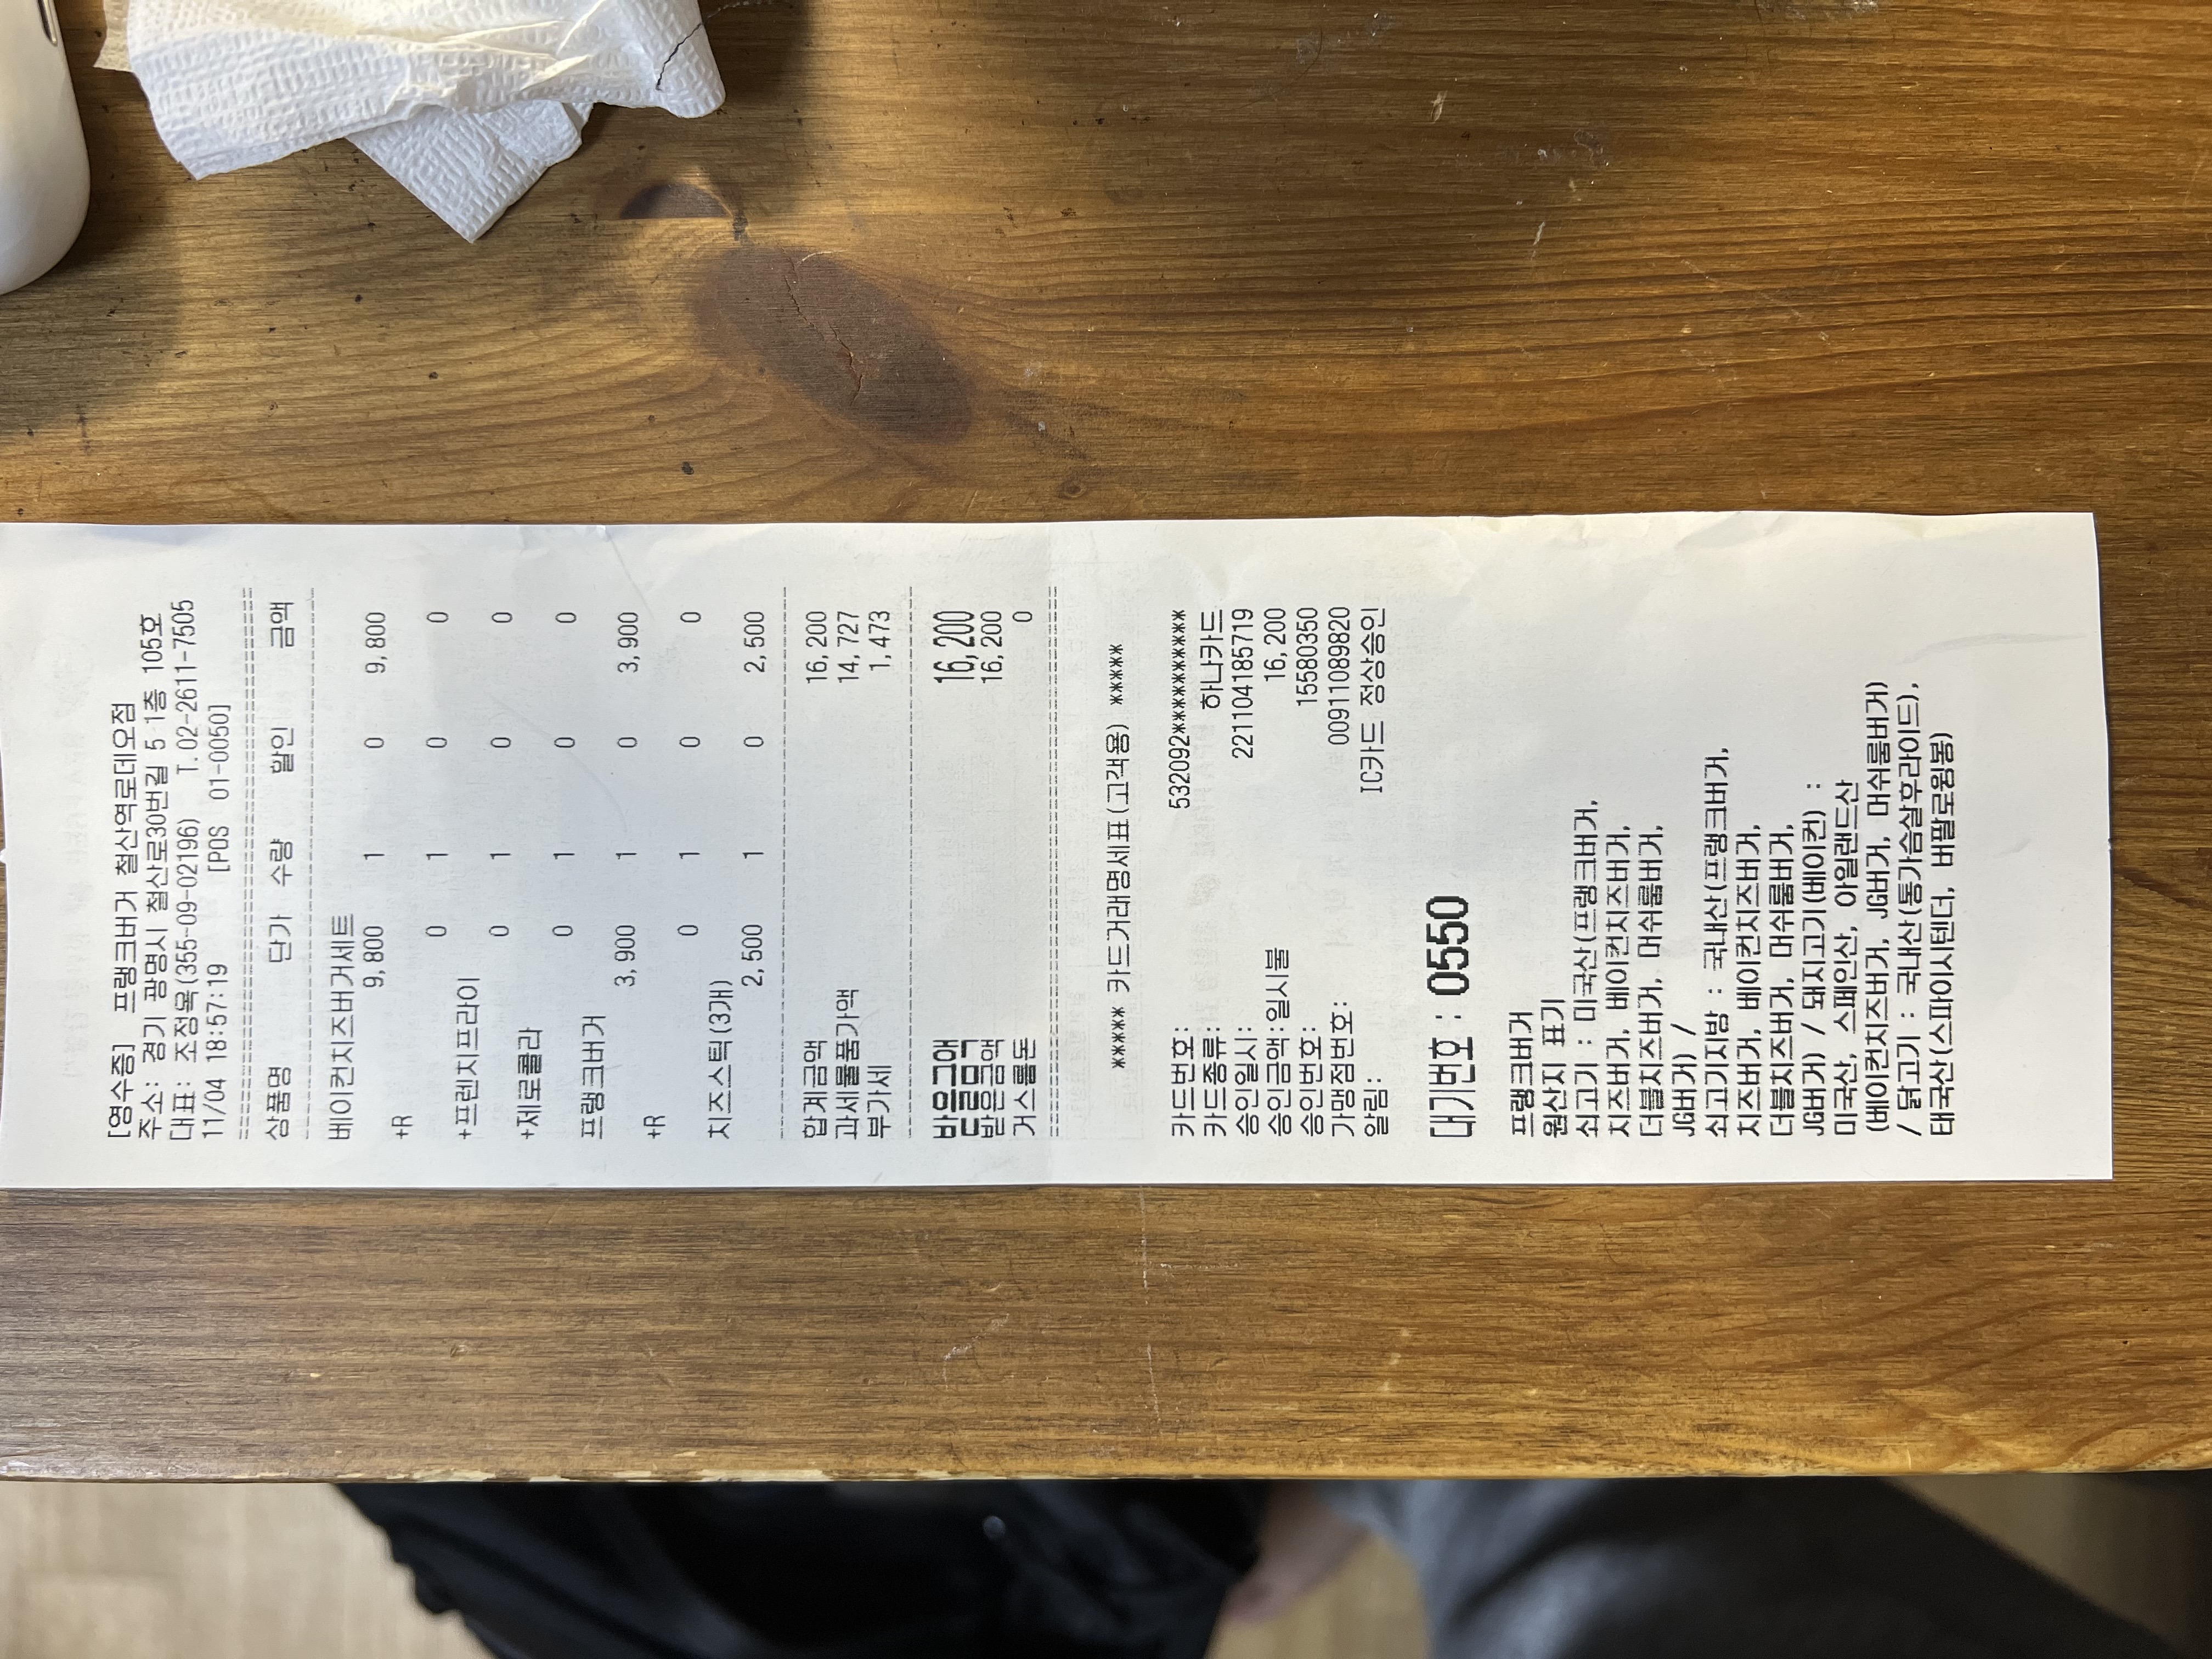 [영수증] 프랭크버거 철산역로데오점
주소: 경기 광명시 철산로30번길 5 1층 105호
대표: 조정옥(355-09-02196) T.02-2611-7505
11/04 18:57:19 [POS 01-0050]
상품명 단가 수량 할인 금액
베이컨치즈버거세트
9,800 1 0 9,800
+R
0 1 0 0
+프렌치프라이
0 1 0 0
+제로콜라
0 1 0 0
프랭크버거
3,900 1 0 3,900
+R
0 1 0 0
치즈스틱(3개)
2,500 1 0 2,500
합계금액 16,200
과세물품가액 14,727
부가세 1,473
받을금액 16,200
받은금액 16,200
거스름돈 0
***** 카드거래명세표(고객용) *****
카드번호: 532092**********
카드종류: 하나카드
승인일시: 221104185719
승인금액:일시불 16,200
승인번호: 15580350
가맹점번호: 00911089820
알림: IC카드 정상승인
대기번호 : 0550
프랭크버거
원산지 표기
쇠고기 : 미국산(프랭크버거,
치즈버거, 베이컨치즈버거,
더블치즈버거, 머쉬룸버거,
JG버거) /
쇠고기지방 : 국내산(프랭크버거,
치즈버거, 베이컨치즈버거,
더블치즈버거, 머쉬룸버거,
JG버거) / 돼지고기(베이컨) :
미국산, 스페인산, 아일랜드산
(베이컨치즈버거, JG버거, 머쉬룸버거)
/ 닭고기 : 국내산(통가슴살후라이드),
태국산(스파이시텐더, 버팔로윙봉)